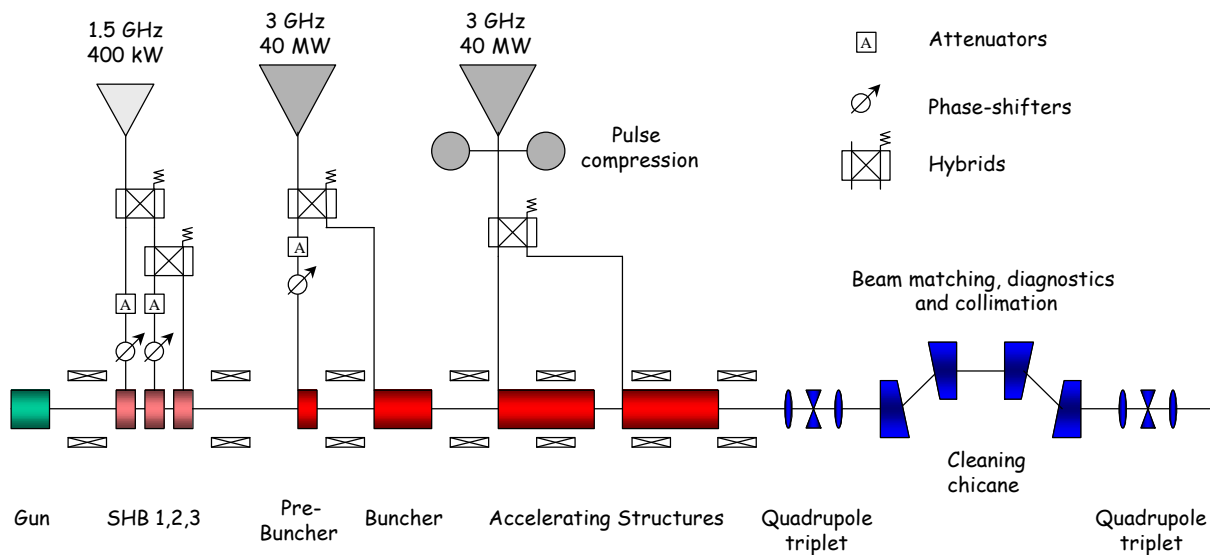 1.5 GHz
400 kW
3 GHz
40 MW
3 GHz
40 MW
A
Attenuators
Phase-shifters
Hybrids
Pulse
compression
A
A
A
Beam matching, diagnostics
and collimation
Cleaning
chicane
Gun
SHB 1,2,3
Pre-
Buncher
Buncher
Accelerating Structures
Quadrupole
triplet
Quadrupole
triplet